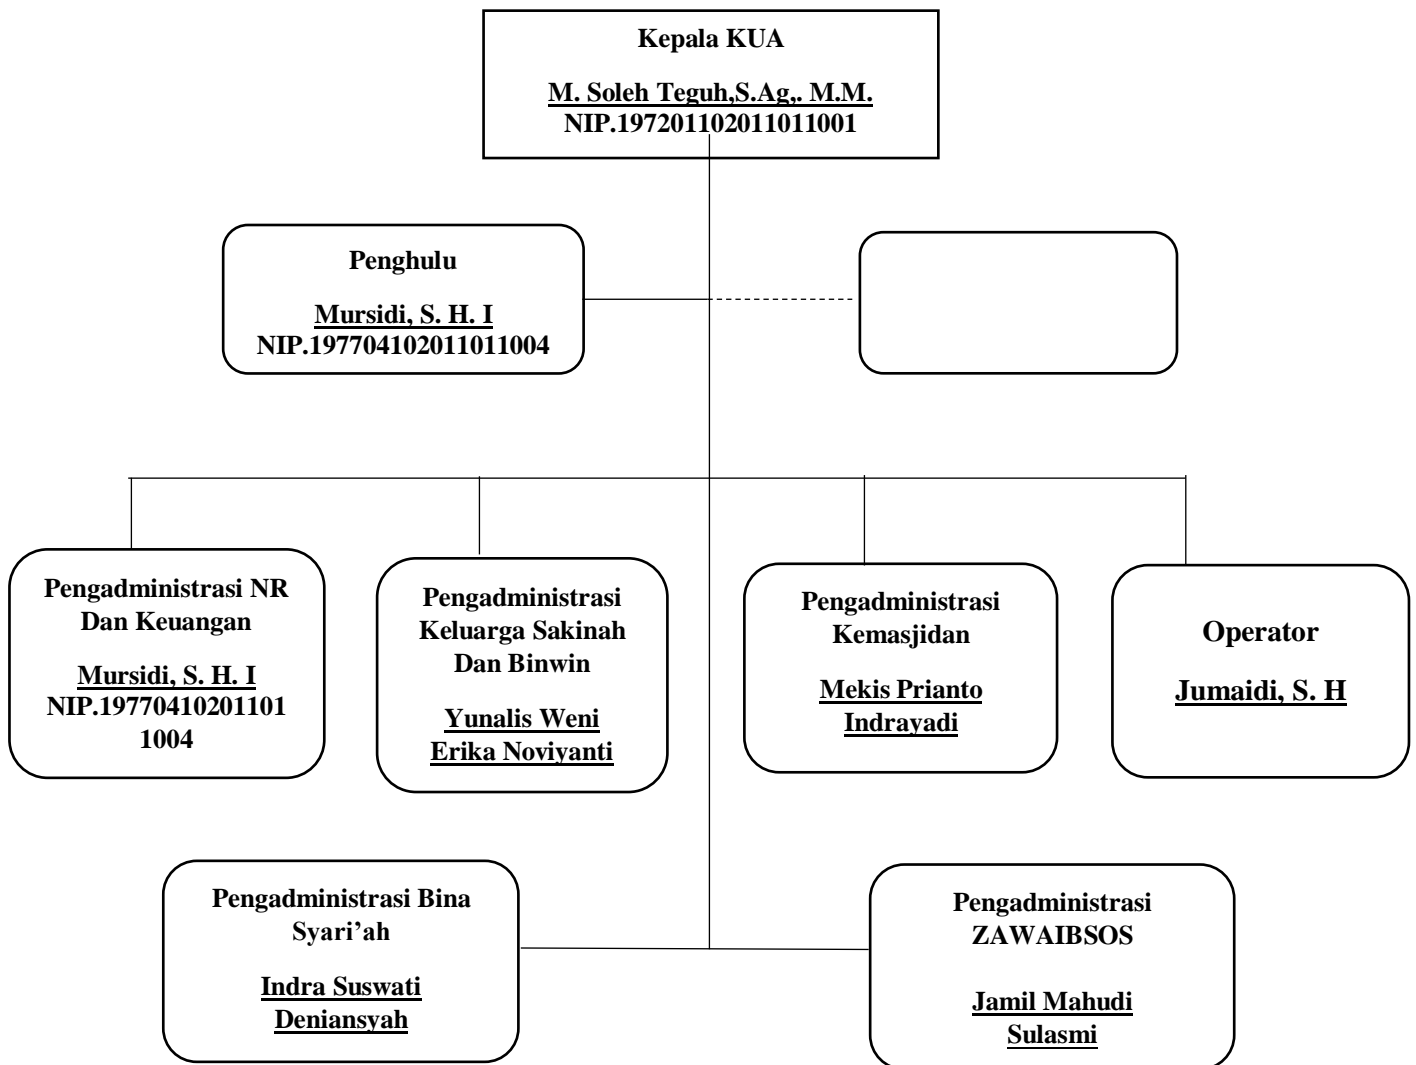 Kepala KUA
M. Soleh Teguh,S.Ag,. M.M.
NIP.197201102011011001
Penghulu
Mursidi, S. H. I
NIP.197704102011011004
Pengadministrasi NR
Dan Keuangan
Mursidi, S. H. I
NIP.19770410201101
1004
Pengadministrasi
Keluarga Sakinah
Dan Binwin
Yunalis Weni
Erika Noviyanti
Pengadministrasi
Kemasjidan
Mekis Prianto
Indrayadi
Operator
Jumaidi, S. H
Pengadministrasi Bina
Syari’ah
Indra Suswati
Deniansyah
Pengadministrasi
ZAWAIBSOS
Jamil Mahudi
Sulasmi